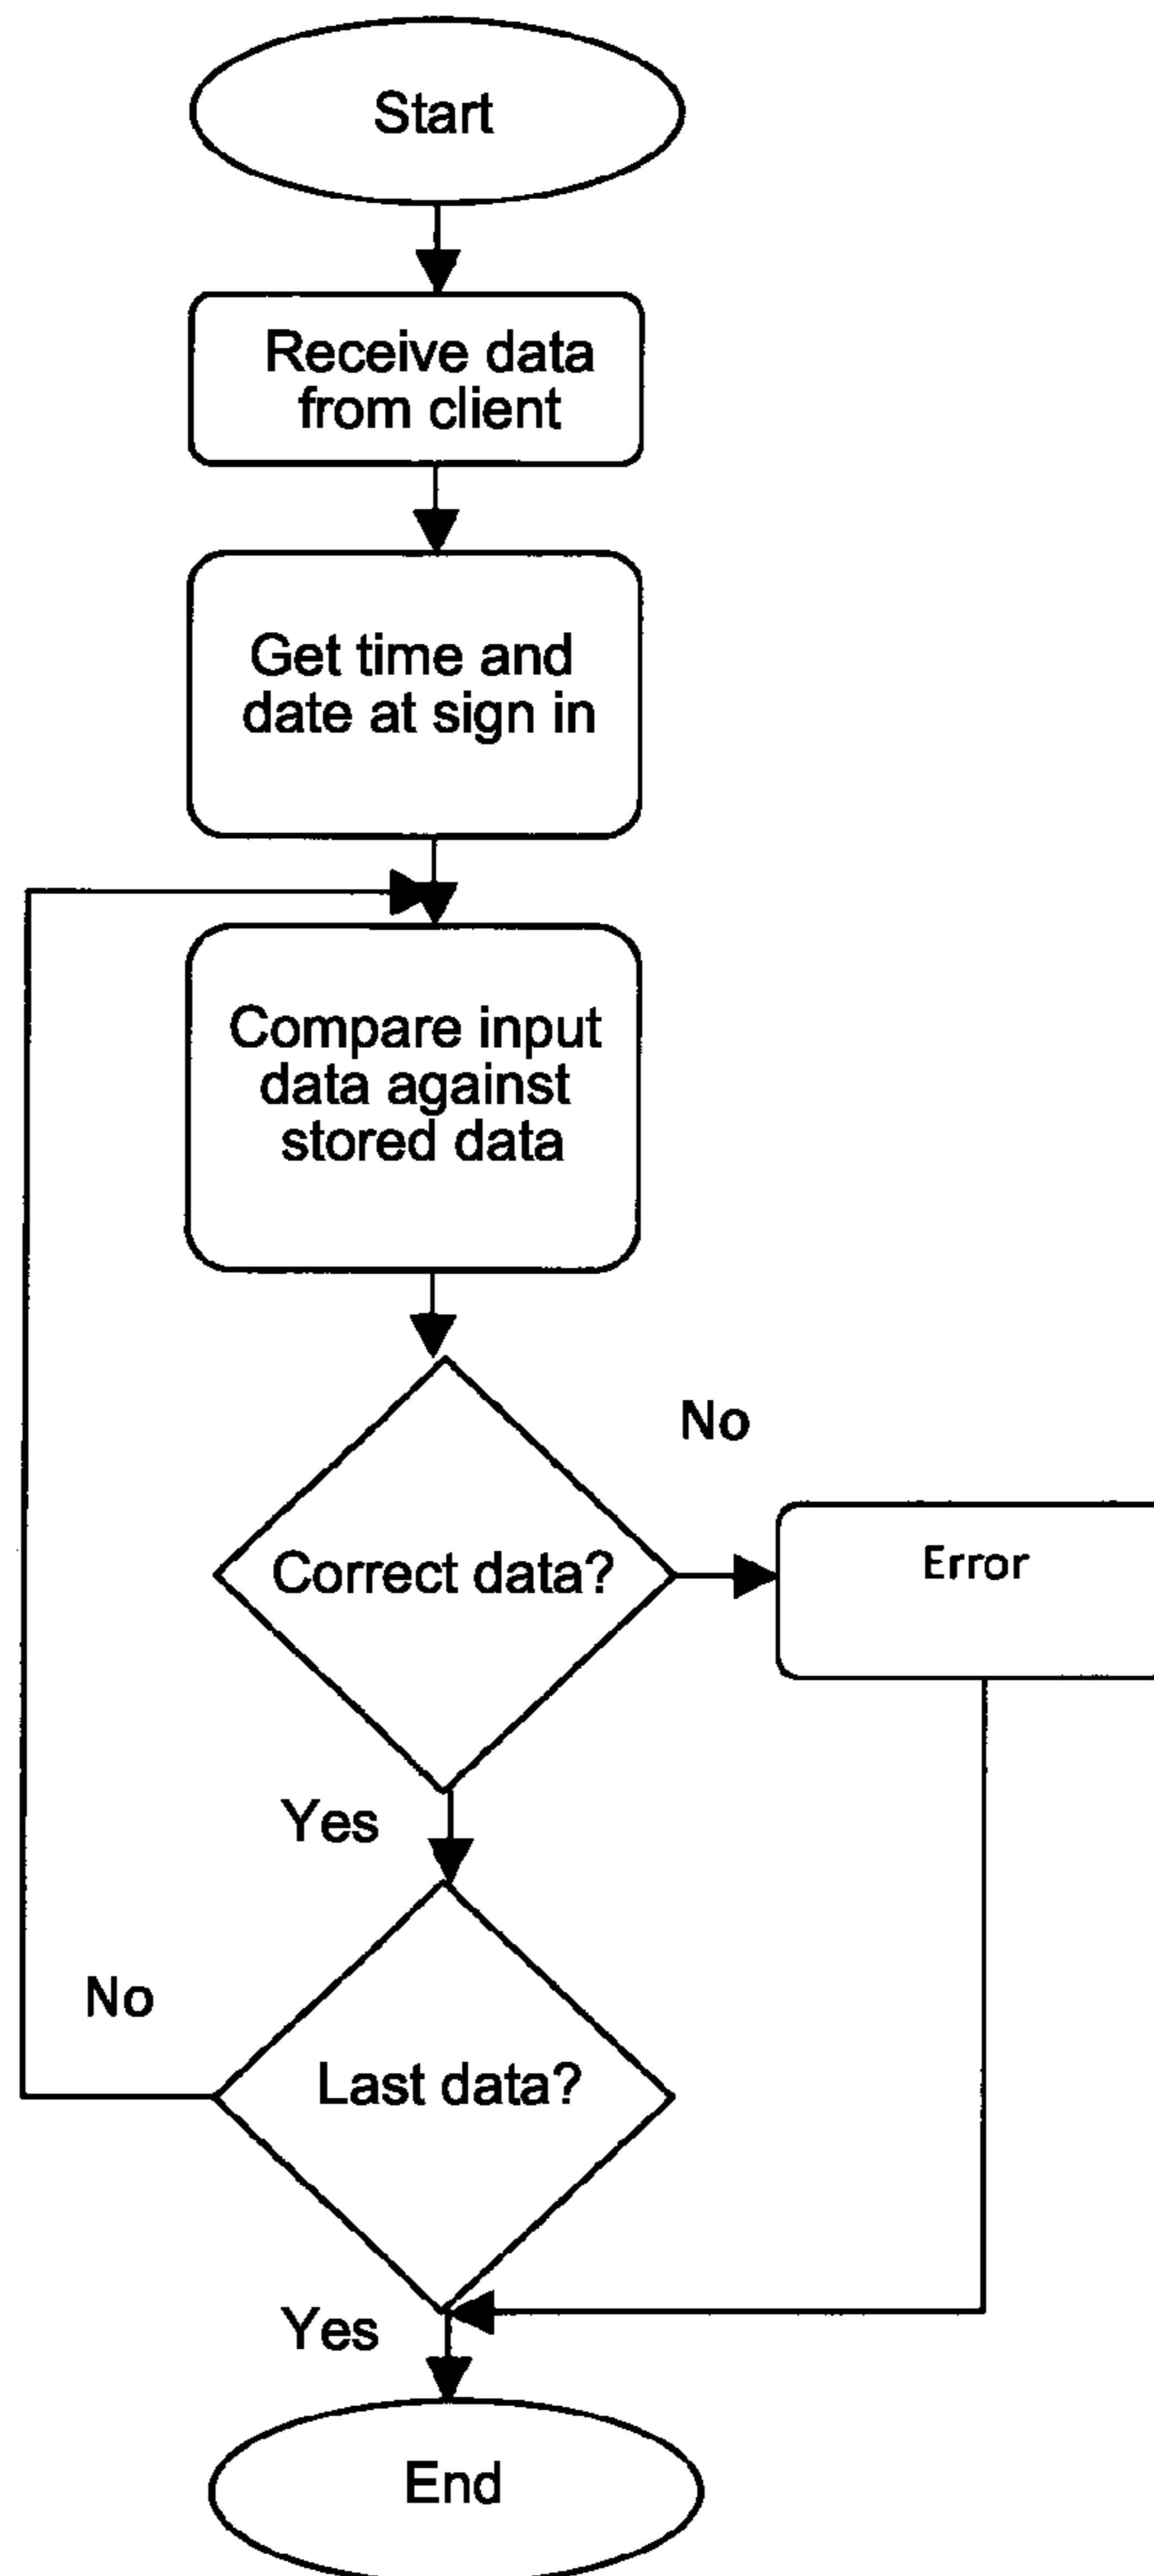 Start
Receive data
from client
Get time and
date at sign in
Compare input
data against
stored data
No
Correct data?
Error
Yes
No
Last data?
Yes
End